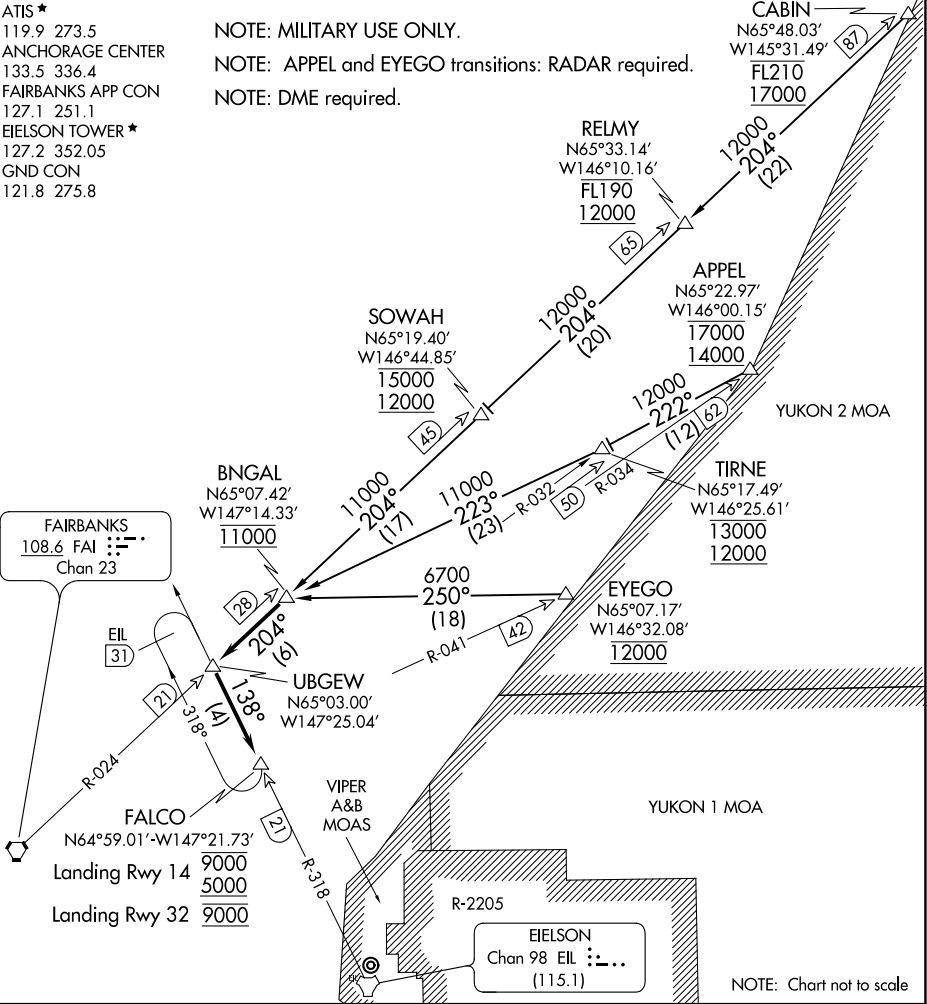 ATIS ★
119.9 273.5
ANCHORAGE CENTER
133.5 336.4
FAIRBANKS APP CON
127.1 251.1
EIELSON TOWER ★
127.2 352.05
GND CON
121.8 275.8
NOTE: MILITARY USE ONLY.
NOTE: APPEL and EYEGO transitions: RADAR required.
NOTE: DME required.
CABIN
N65°48.03′
W145°31.49′
FL210
17000
87
12000
204°
(22)
RELMY
N65°33.14′
W146°10.16′
FL190
12000
65
12000
204°
(20)
APPEL
N65°22.97′
W146°00.15′
17000
14000
SOWAH
N65°19.40′
W146°44.85′
15000
12000
45
12000
222°
(12)
62
YUKON 2 MOA
11000
204°
(17)
11000
223°
(23)
R-032
50
R-034
TIRNE
N65°17.49′
W146°25.61′
13000
12000
BNGAL
N65°07.42′
W147°14.33′
11000
FAIRBANKS
108.6 FAI
Chan 23
28
204°
(6)
6700
250°
(18)
R-041
42
EYEGO
N65°07.17′
W146°32.08′
12000
EIL
31
UBGEW
N65°03.00′
W147°25.04′
138°
(4)
318°
21
R-024
FALCO
N64°59.01′-W147°21.73′
Landing Rwy 14 9000
5000
Landing Rwy 32 9000
21
R-318
VIPER
A&B
MOAS
YUKON 1 MOA
R-2205
EIELSON
Chan 98 EIL
(115.1)
NOTE: Chart not to scale